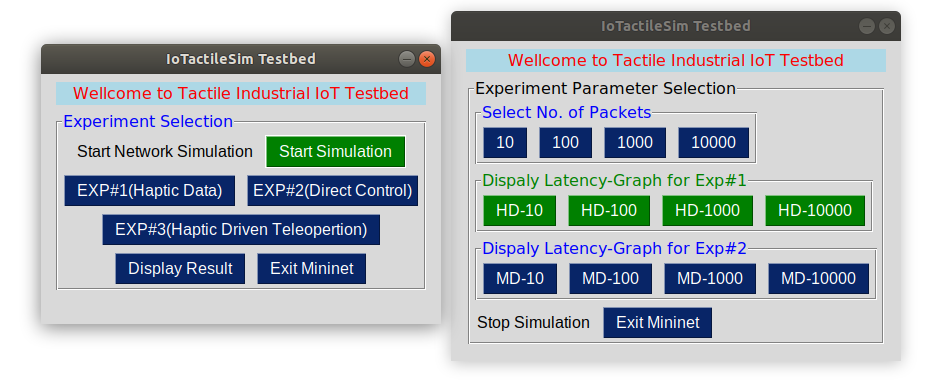 IoTactileSim Testbed
Wellcome to Tactile Industrial IoT Testbed
Experiment Selection
Start Network Simulation Start Simulation
EXP#1(Haptic Data) EXP#2(Direct Control)
EXP#3(Haptic Driven Teleopertion)
Display Result Exit Mininet
IoTactileSim Testbed
Wellcome to Tactile Industrial IoT Testbed
Experiment Parameter Selection
Select No. of Packets
10 100 1000 10000
Dispaly Latency-Graph for Exp#1
HD-10 HD-100 HD-1000 HD-10000
Dispaly Latency-Graph for Exp#2
MD-10 MD-100 MD-1000 MD-10000
Stop Simulation Exit Mininet